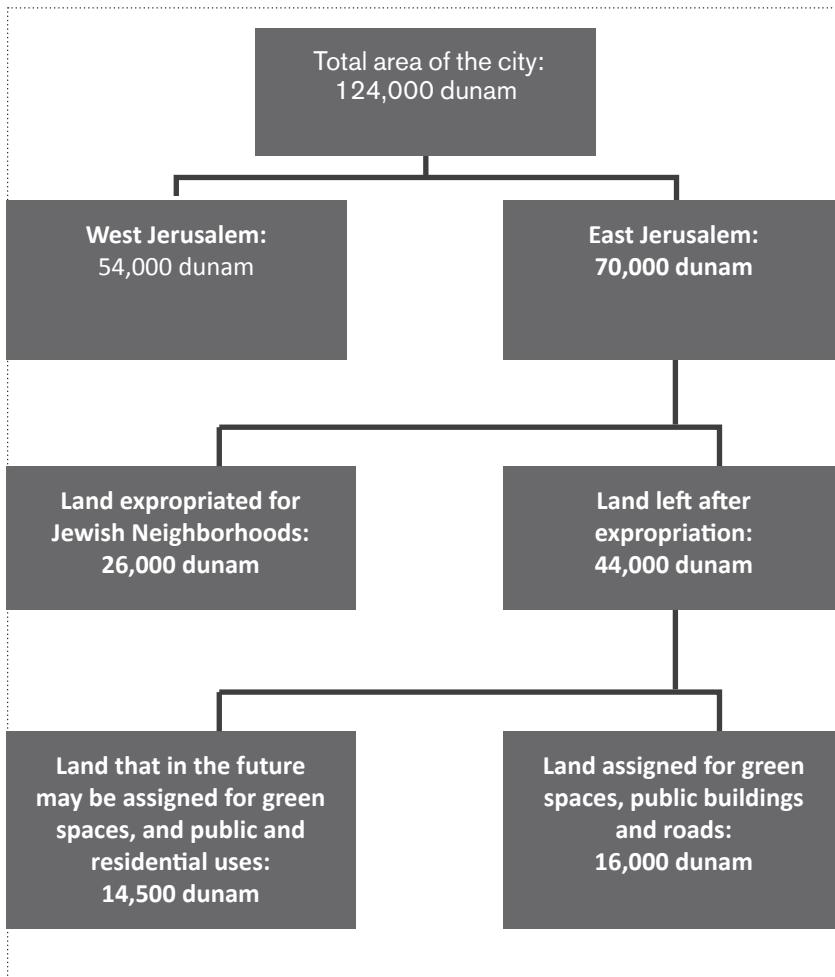 Total area of the city:
124,000 dunam
West Jerusalem:
54,000 dunam
East Jerusalem:
70,000 dunam
Land expropriated for
Jewish Neighborhoods:
26,000 dunam
Land left after
expropriation:
44,000 dunam
Land that in the future
may be assigned for green
spaces, and public and
residential uses:
14,500 dunam
Land assigned for green
spaces, public buildings
and roads:
16,000 dunam